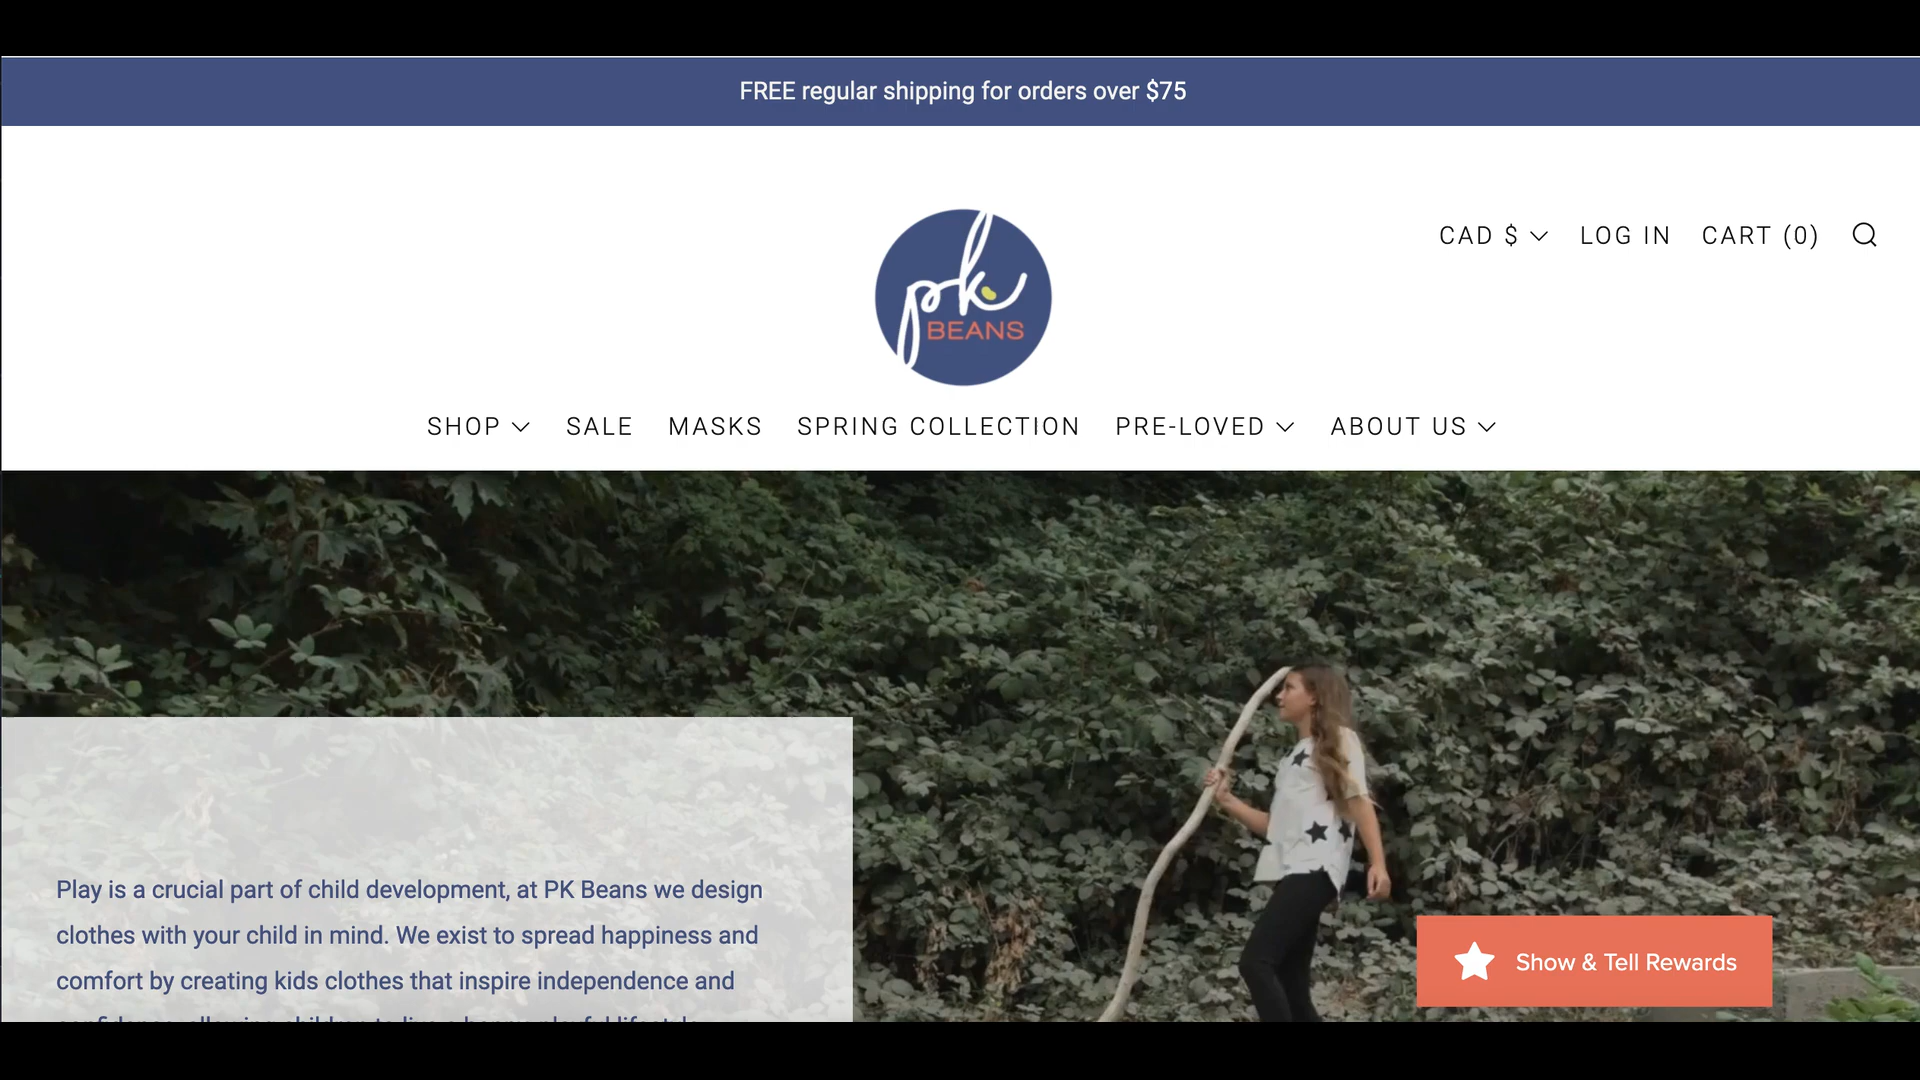 FREE regular shipping for orders over $75
CAD $ LOG IN CART (0)
pk
BEANS
SHOP SALE MASKS SPRING COLLECTION PRE-LOVED ABOUT US
Play is a crucial part of child development, at PK Beans we design
clothes with your child in mind. We exist to spread happiness and
comfort by creating kids clothes that inspire independence and
Show & Tell Rewards